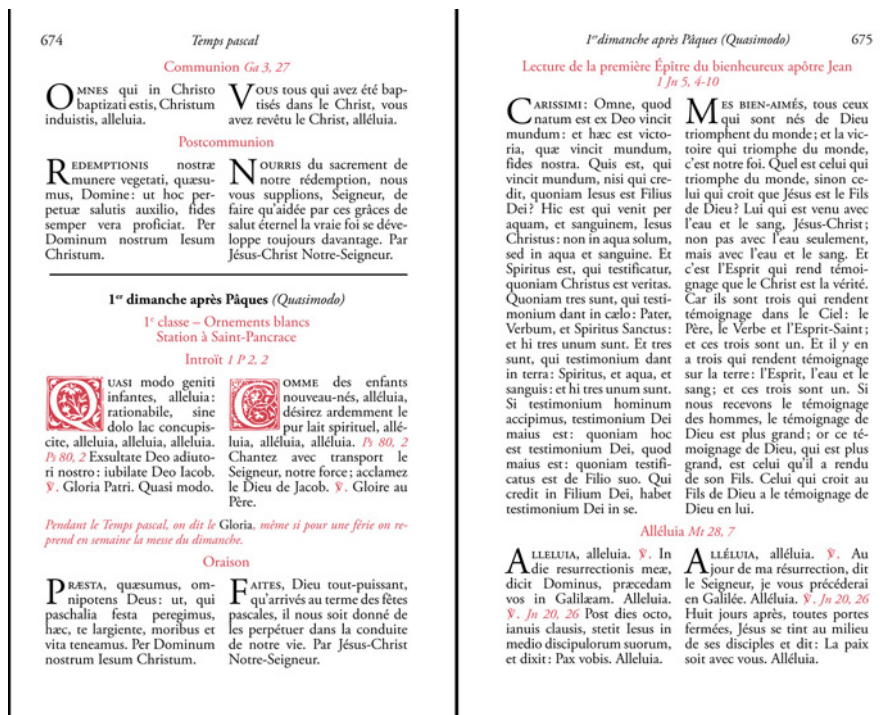 674
Temps pascal
Communion Ga 3, 27
OMNES qui in Christo
baptizati estis, Christum
induistis, alleluia.
VOUS tous qui avez été bap-
tisés dans le Christ, vous
avez revêtu le Christ, alléluia.
Postcommunion
REDEMPTIONIS nostræ
munere vegetati, quæsu-
mus, Domine : ut hoc per-
petuæ salutis auxilio, fides
semper vera proficiat. Per
Dominum nostrum Iesum
Christum.
NOURRIS du sacrement de
notre rédemption, nous
vous supplions, Seigneur, de
faire qu'aidée par ces grâces de
salut éternel la vraie foi se déve-
loppe toujours davantage. Par
Jésus-Christ Notre-Seigneur.
1er dimanche après Pâques (Quasimodo)
1e classe – Ornements blancs
Station à Saint-Pancrace
Introït 1 P 2, 2
QUASI modo geniti
infantes, alleluia :
rationabile, sine
dolo lac concupis-
cite, alleluia, alleluia, alleluia.
Ps 80, 2 Exsultate Deo adiuto-
ri nostro : iubilate Deo Iacob.
℣. Gloria Patri. Quasi modo.
COMME des enfants
nouveau-nés, alléluia,
désirez ardemment le
pur lait spirituel, allé-
luia, alléluia, alléluia. Ps 80, 2
Chantez avec transport le
Seigneur, notre force ; acclamez
le Dieu de Jacob. ℣. Gloire au
Père.
Pendant le Temps pascal, on dit le Gloria, même si pour une férie on re-
prend en semaine la messe du dimanche.
Oraison
PRÆSTA, quæsumus, om-
nipotens Deus : ut, qui
paschalia festa peregimus,
hæc, te largiente, moribus et
vita teneamus. Per Dominum
nostrum Iesum Christum.
FAITES, Dieu tout-puissant,
qu'arrivés au terme des fêtes
pascales, il nous soit donné de
les perpétuer dans la conduite
de notre vie. Par Jésus-Christ
Notre-Seigneur.
1er dimanche après Pâques (Quasimodo)
675
Lecture de la première Épître du bienheureux apôtre Jean
1 Jn 5, 4-10
CARISSIMI : Omne, quod
natum est ex Deo vincit
mundum : et hæc est victo-
ria, quæ vincit mundum,
fides nostra. Quis est, qui
vincit mundum, nisi qui cre-
dit, quoniam Iesus est Filius
Dei ? Hic est qui venit per
aquam, et sanguinem, Iesus
Christus : non in aqua solum,
sed in aqua et sanguine. Et
Spiritus est, qui testificatur,
quoniam Christus est veritas.
Quoniam tres sunt, qui testi-
monium dant in cælo : Pater,
Verbum, et Spiritus Sanctus :
et hi tres unum sunt. Et tres
sunt, qui testimonium dant
in terra : Spiritus, et aqua, et
sanguis : et hi tres unum sunt.
Si testimonium hominum
accipimus, testimonium Dei
maius est : quoniam hoc
est testimonium Dei, quod
maius est : quoniam testifi-
catus est de Filio suo. Qui
credit in Filium Dei, habet
testimonium Dei in se.
MES BIEN-AIMÉS, tous ceux
qui sont nés de Dieu
triomphent du monde ; et la vic-
toire qui triomphe du monde,
c'est notre foi. Quel est celui qui
triomphe du monde, sinon ce-
lui qui croit que Jésus est le Fils
de Dieu ? Lui qui est venu avec
l'eau et le sang, Jésus-Christ ;
non pas avec l'eau seulement,
mais avec l'eau et le sang. Et
c'est l'Esprit qui rend témoi-
gnage que le Christ est la vérité.
Car ils sont trois qui rendent
témoignage dans le Ciel : le
Père, le Verbe et l'Esprit-Saint ;
et ces trois sont un. Et il y en
a trois qui rendent témoignage
sur la terre : l'Esprit, l'eau et le
sang ; et ces trois sont un. Si
nous recevons le témoignage
des hommes, le témoignage de
Dieu est plus grand ; or ce té-
moignage de Dieu, qui est plus
grand, est celui qu'il a rendu
de son Fils. Celui qui croit au
Fils de Dieu a le témoignage de
Dieu en lui.
Alléluia Mt 28, 7
ALLELUIA, alleluia. ℣. In
die resurrectionis meæ,
dicit Dominus, præcedam
vos in Galilæam. Alleluia.
℣. Jn 20, 26 Post dies octo,
ianuis clausis, stetit Iesus in
medio discipulorum suorum,
et dixit : Pax vobis. Alleluia.
ALLÉLUIA, alléluia. ℣. Au
jour de ma résurrection, dit
le Seigneur, je vous précéderai
en Galilée. Alléluia. ℣. Jn 20, 26
Huit jours après, toutes portes
fermées, Jésus se tint au milieu
de ses disciples et dit : La paix
soit avec vous. Alléluia.